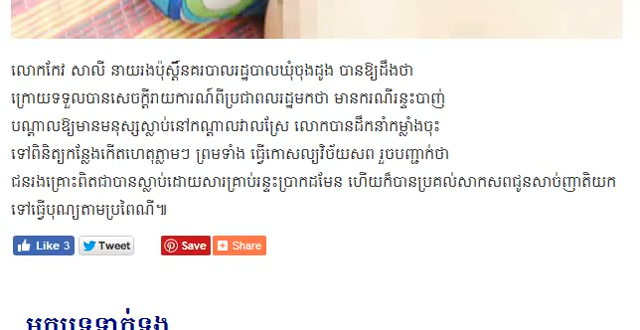 លោកកែវ សាលី នាយរងប៉ុស្តិ៍នគរបាលរដ្ឋបាលឃុំចុងដូង បានឱ្យដឹងថា
ក្រោយទទួលបានសេចក្តីរាយការណ៍ពីប្រជាពលរដ្ឋមកថា មានករណីរន្ទះបាញ់
បណ្តាលឱ្យមានមនុស្សស្លាប់នៅកណ្តាលវាលស្រែ លោកបានដឹកនាំកម្លាំងចុះ
ទៅពិនិត្យកន្លែងកើតហេតុភ្លាមៗ ព្រមទាំង ធ្វើកោសល្យវិច័យសព រួចបញ្ជាក់ថា
ជនរងគ្រោះពិតជាបានស្លាប់ដោយសារគ្រាប់រន្ទះប្រាកដមែន ហើយក៏បានប្រគល់សាកសពជូនសាច់ញាតិយក
ទៅធ្វើបុណ្យតាមប្រពៃណី៕
Like 3 Tweet Save Share
អត្ថបទទាក់ទង